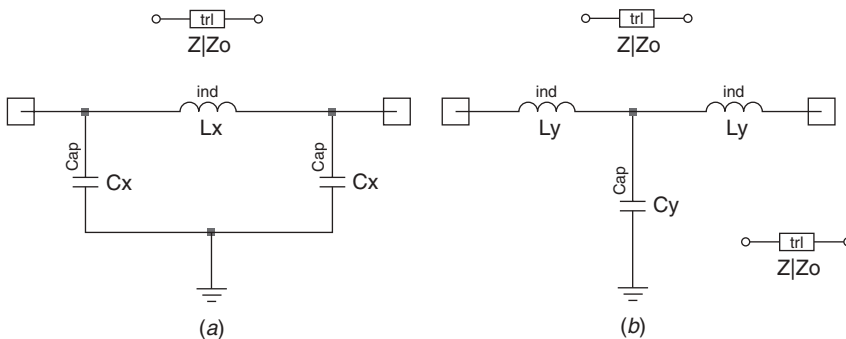 trl
Z|Zo
ind
Lx
Cap
Cx
Cap
Cx
(a)
trl
Z|Zo
ind
Ly
ind
Ly
Cap
Cy
trl
Z|Zo
(b)